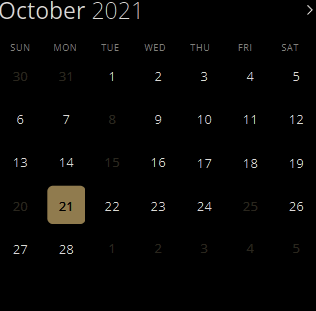 October 2021
SUN MON TUE WED THU FRI SAT
30 31 1 2 3 4 5
6 7 8 9 10 11 12
13 14 15 16 17 18 19
20 21 22 23 24 25 26
27 28 1 2 3 4 5